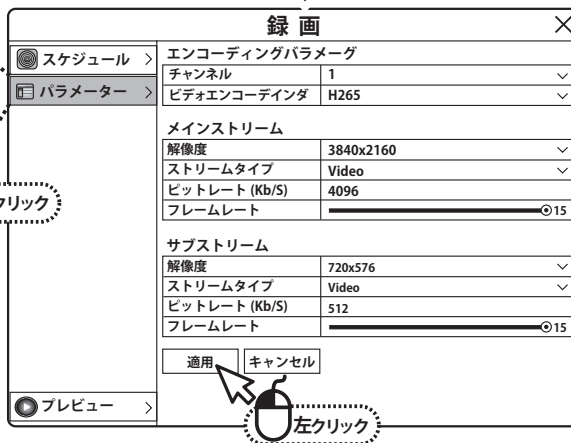 録画
スケジュール
パラメーター
クリック
エンコーディングパラメーグ
チャンネル 1
ビデオエンコーデインダ H265
メインストリーム
解像度 3840x2160
ストリームタイプ Video
ピットレート (Kb/S) 4096
フレームレート 15
サブストリーム
解像度 720x576
ストリームタイプ Video
ピットレート (Kb/S) 512
フレームレート 15
適用 キャンセル
プレビュー
左クリック